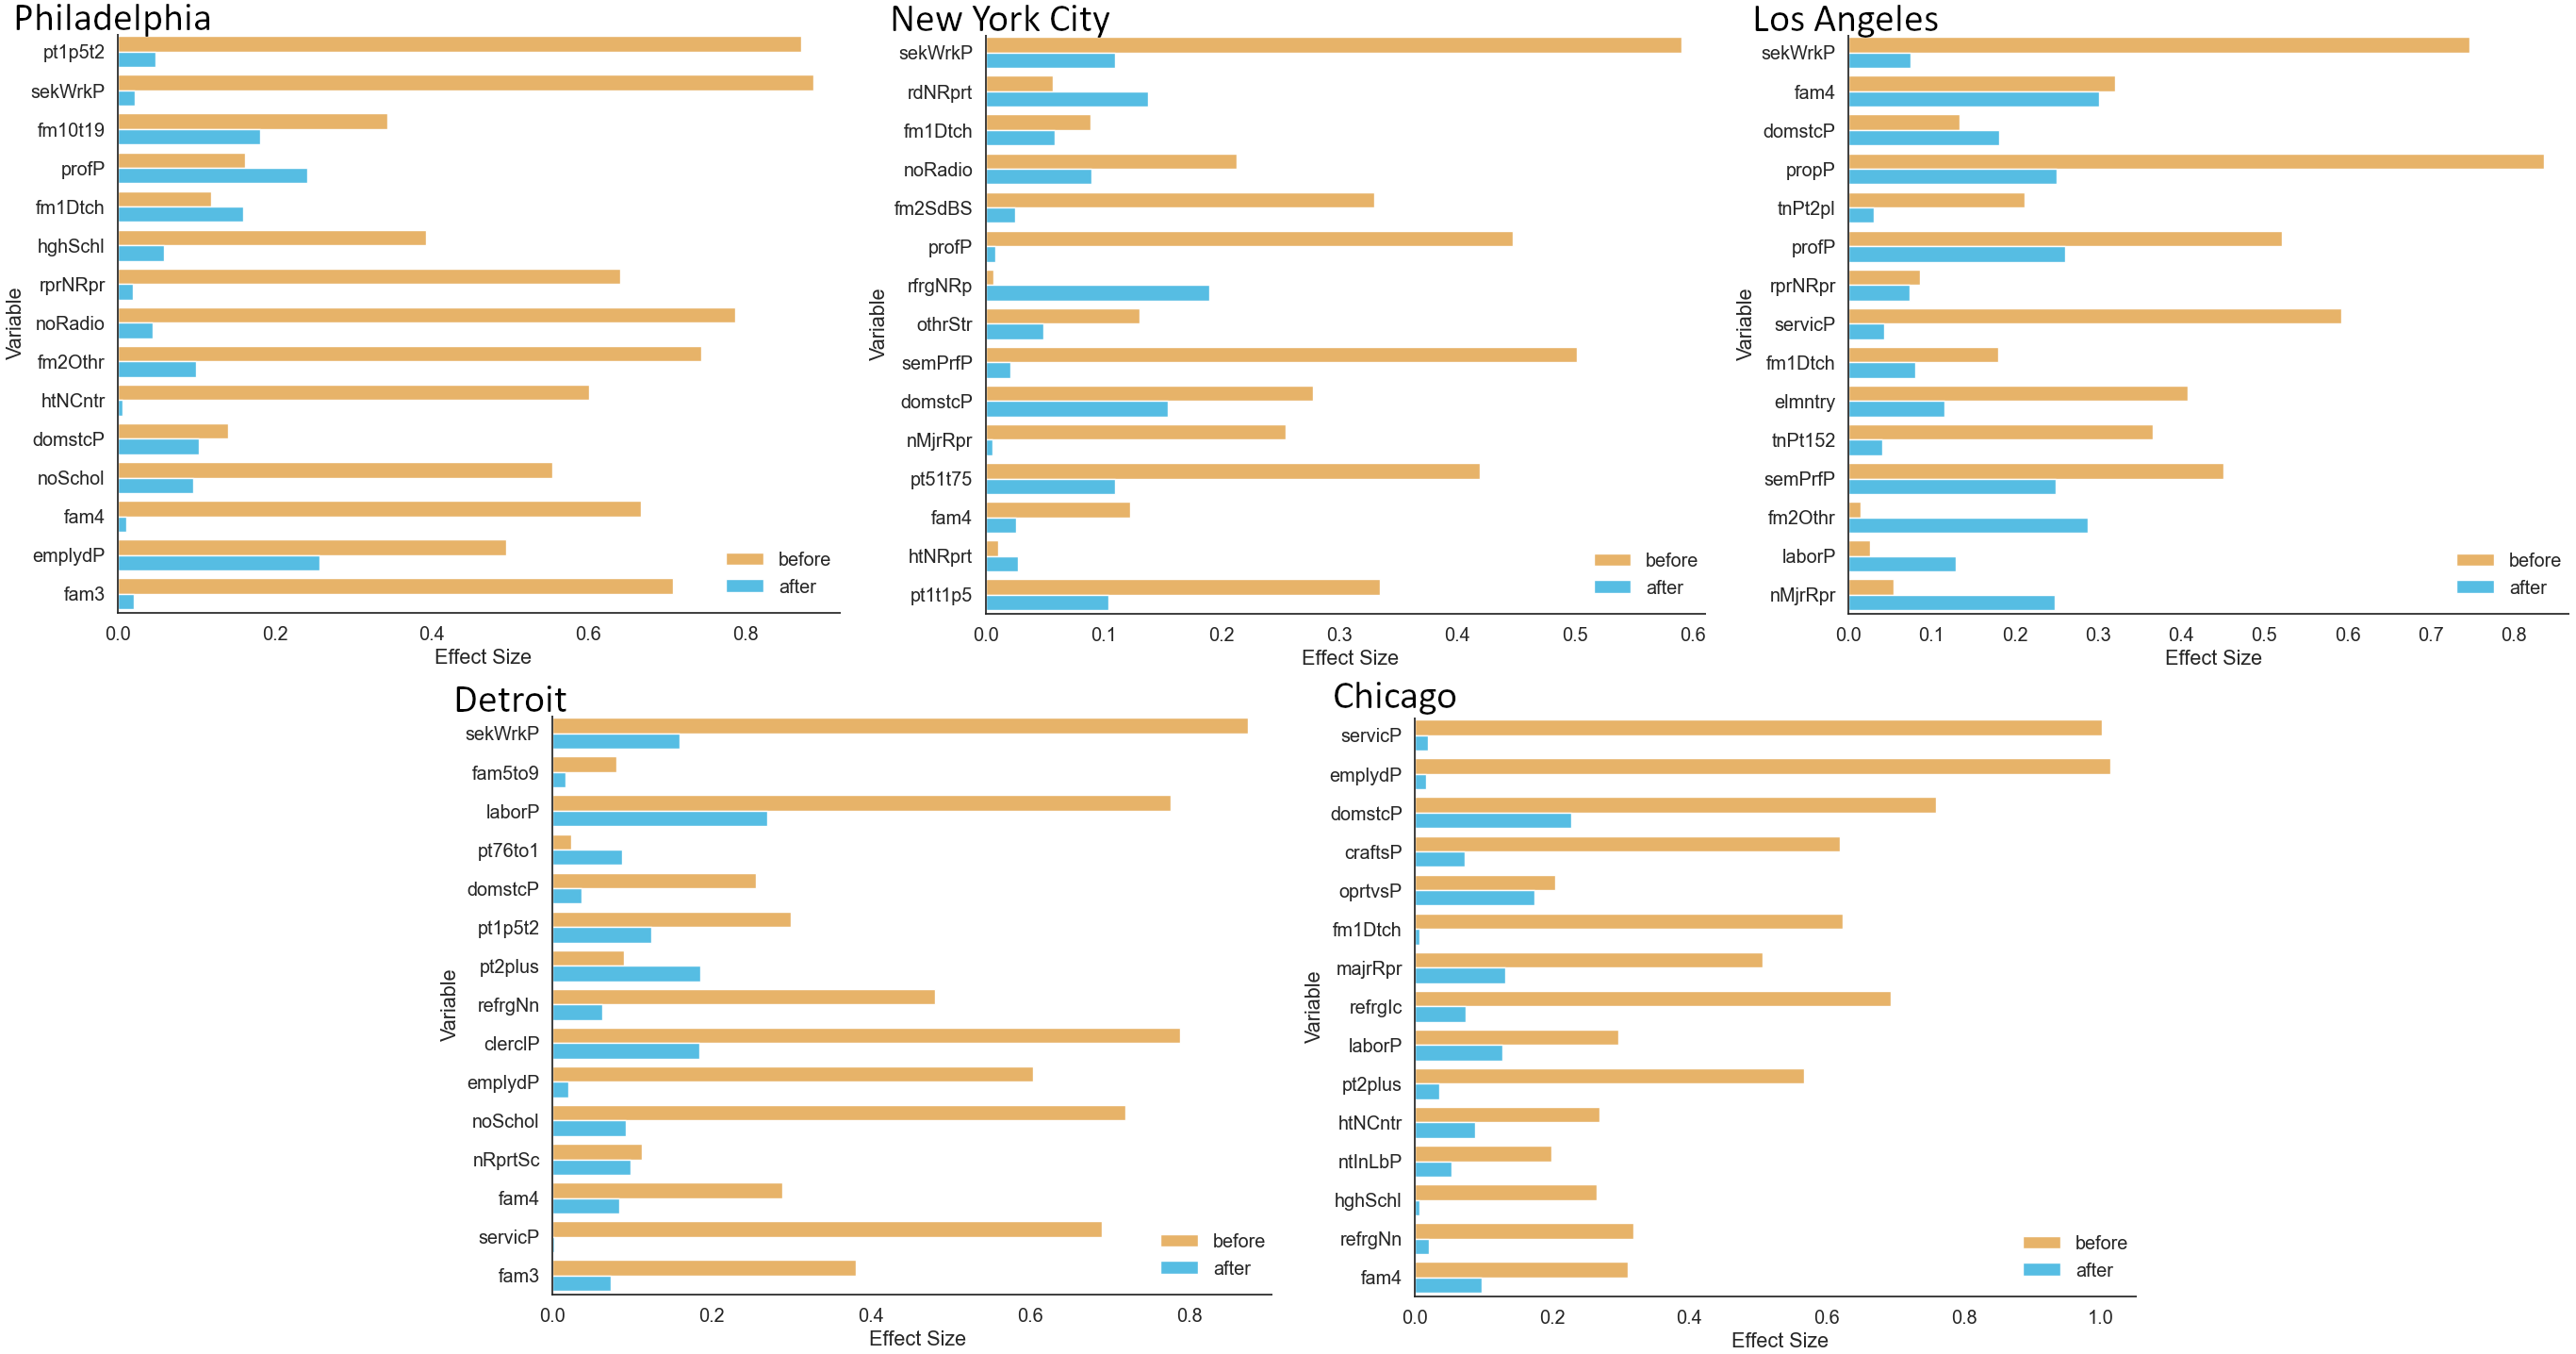 Philadelphia
pt1p5t2
sekWrkP
fm10t19
profP
fm1Dtch
hghSchl
rprNRpr
noRadio
fm2Othr
htNCntr
domstcP
noSchol
fam4
emplydP
fam3
Variable
before
after
0.0 0.2 0.4 0.6 0.8
Effect Size
New York City
sekWrkP
rdNRprt
fm1Dtch
noRadio
fm2SdBS
profP
rfrgNRp
othrStr
semPrfP
domstcP
nMjrRpr
pt51t75
fam4
htNRprt
pt1t1p5
Variable
before
after
0.0 0.1 0.2 0.3 0.4 0.5 0.6
Effect Size
Los Angeles
sekWrkP
fam4
domstcP
propP
tnPt2pl
profP
rprNRpr
servicP
fm1Dtch
elmntry
tnPt152
semPrfP
fm2Othr
laborP
nMjrRpr
Variable
before
after
0.0 0.1 0.2 0.3 0.4 0.5 0.6 0.7 0.8
Effect Size
Detroit
sekWrkP
fam5to9
laborP
pt76to1
domstcP
pt1p5t2
pt2plus
refrgNn
clerclP
emplydP
noSchol
nRprtSc
fam4
servicP
fam3
Variable
before
after
0.0 0.2 0.4 0.6 0.8
Effect Size
Chicago
servicP
emplydP
domstcP
craftsP
oprtvsP
fm1Dtch
majrRpr
refrgIc
laborP
pt2plus
htNCntr
ntInLbP
hghSchl
refrgNn
fam4
Variable
before
after
0.0 0.2 0.4 0.6 0.8 1.0
Effect Size